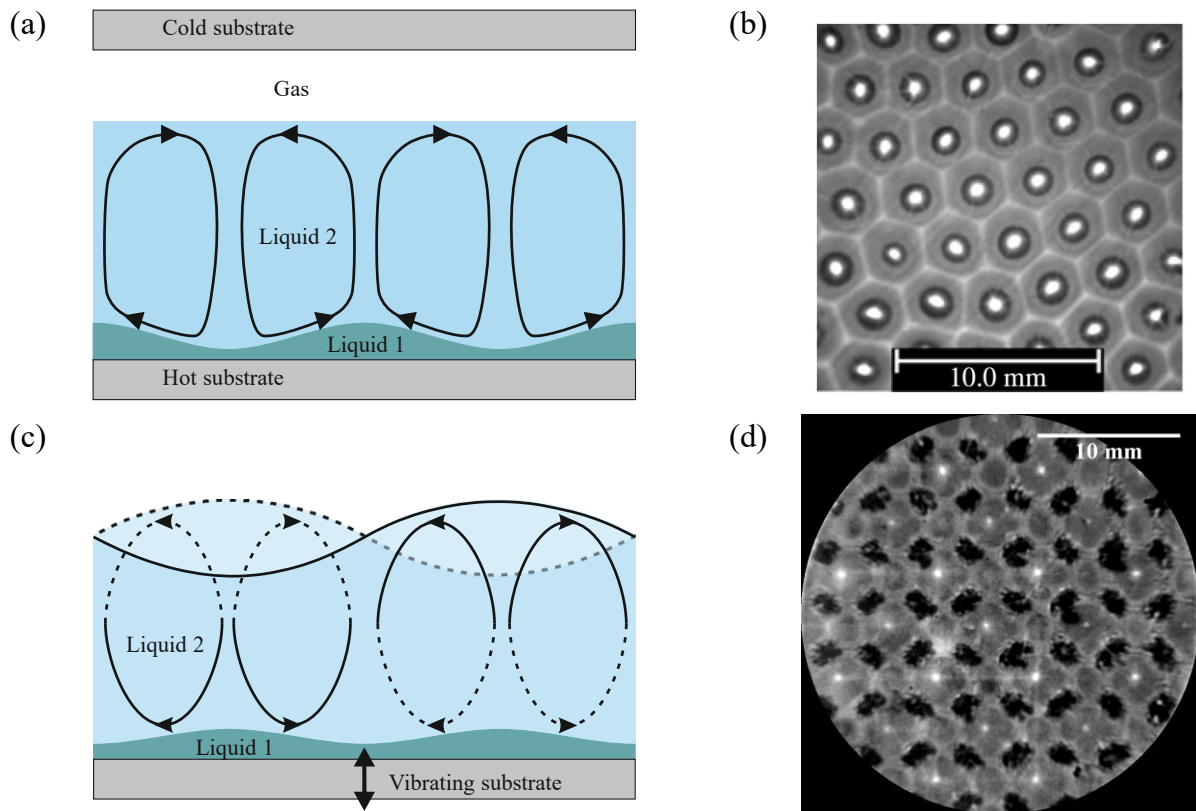 (a)
Cold substrate
Gas
Liquid 2
Liquid 1
Hot substrate
(b)
10.0 mm
(c)
Liquid 2
Liquid 1
Vibrating substrate
(d)
10 mm